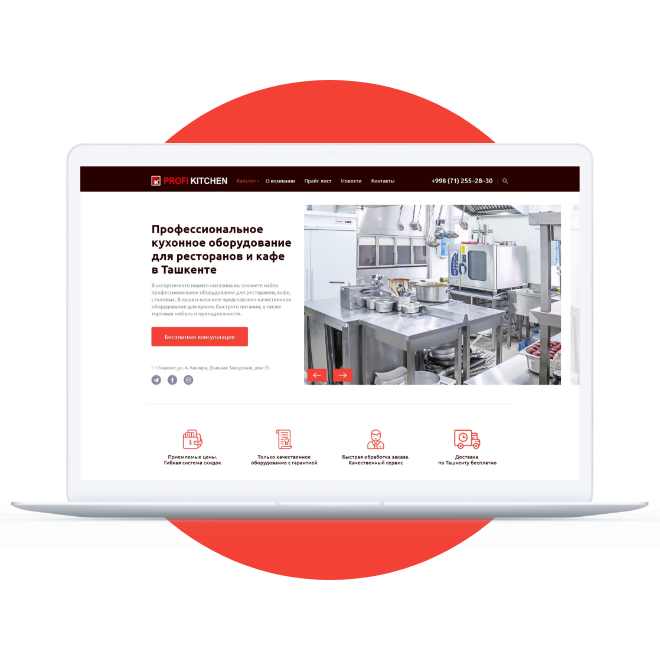 PROFI KITCHEN Каталог О компании Прайс лист Новости Контакты +998 (71) 255–28–30
Профессиональное
кухонное оборудование
для ресторанов и кафе
в Ташкенте
В ассортименте нашего магазина вы сможете найти
профессиональное оборудование для ресторанов, кафе,
столовых. В нашем каталоге представлено качественное
оборудование для кухонь быстрого питания, а также
торговая мебель и принадлежности.
Бесплатная консультация
г.Ташкент, ул. А. Каххара, (бывшая Заводская), дом
Приемлемые цены.
Гибкая система скидок
Только качественное
оборудование с гарантией
Быстрая обработка заказа.
Качественный сервис
Доставка
по Ташкенту бесплатно